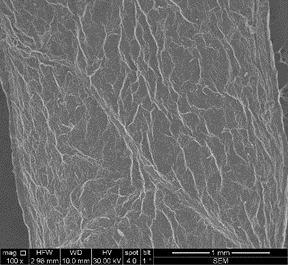 mag HFW WD HV spot tilt 1 mm
100 x 2.98 mm 10.0 mm 30.00 kV 4.0 1 ° SEM